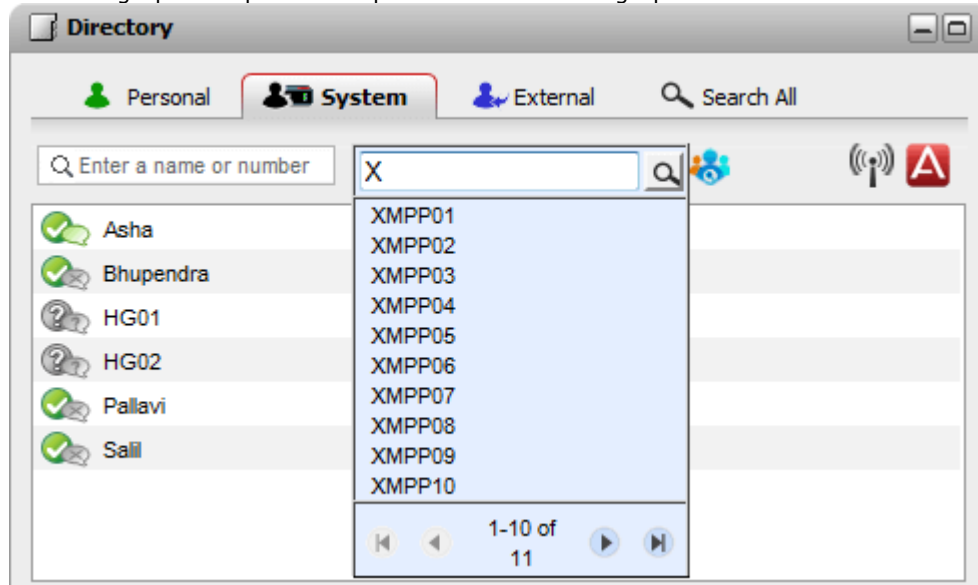 Directory
Personal System External Search All
Enter a name or number X
A
Asha
Bhupendra
HG01
HG02
Pallavi
Salil
XMPP01
XMPP02
XMPP03
XMPP04
XMPP05
XMPP06
XMPP07
XMPP08
XMPP09
XMPP10
1-10 of
11